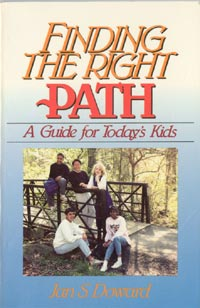 FINDING
THE RIGHT
PATH
A Guide for Today's Kids
Jan S. Doward